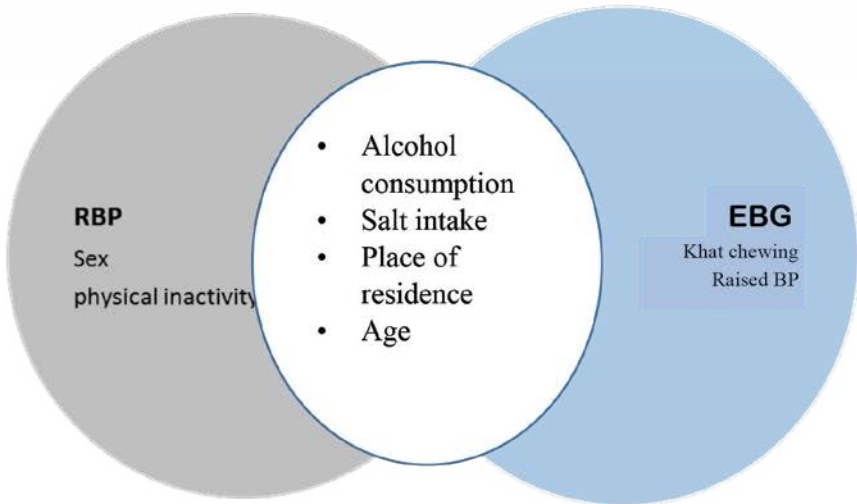 RBP
Sex
physical inactivity
• Alcohol
consumption
• Salt intake
• Place of
residence
• Age
EBG
Khat chewing
Raised BP